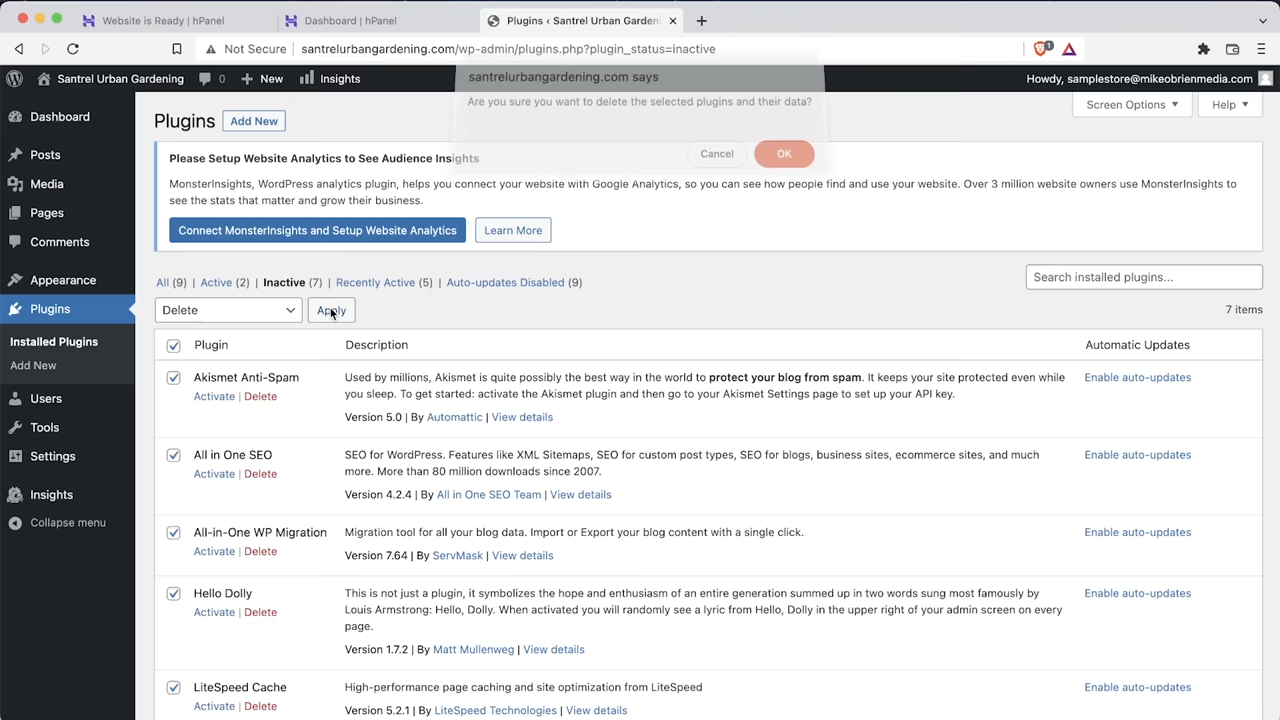 Website is Ready | hPanel
Dashboard | hPanel
Plugins ‹ Santrel Urban Gardening
Not Secure santrelurbangardening.com/wp-admin/plugins.php?plugin_status=inactive
1
Santrel Urban Gardening 0 New Insights Howdy, samplestore@mikeobrienmedia.com
santrelurbangardening.com says
Are you sure you want to delete the selected plugins and their data?
Cancel OK
Dashboard
Posts
Media
Pages
Comments
Appearance
Plugins
Installed Plugins
Add New
Users
Tools
Settings
Insights
Collapse menu
Screen Options Help
Plugins Add New
Please Setup Website Analytics to See Audience Insights
MonsterInsights, WordPress analytics plugin, helps you connect your website with Google Analytics, so you can see how people find and use your website. Over 3 million website owners use MonsterInsights to
see the stats that matter and grow their business.
Connect MonsterInsights and Setup Website Analytics Learn More
All (9) | Active (2) | Inactive (7) | Recently Active (5) | Auto-updates Disabled (9)
Search installed plugins...
Delete Apply 7 items
Plugin Description Automatic Updates
Akismet Anti-Spam
Activate | Delete
Used by millions, Akismet is quite possibly the best way in the world to protect your blog from spam. It keeps your site protected even while
you sleep. To get started: activate the Akismet plugin and then go to your Akismet Settings page to set up your API key.
Version 5.0 | By Automattic | View details
Enable auto-updates
All in One SEO
Activate | Delete
SEO for WordPress. Features like XML Sitemaps, SEO for custom post types, SEO for blogs, business sites, ecommerce sites, and much
more. More than 80 million downloads since 2007.
Version 4.2.4 | By All in One SEO Team | View details
Enable auto-updates
All-in-One WP Migration
Activate | Delete
Migration tool for all your blog data. Import or Export your blog content with a single click.
Version 7.64 | By ServMask | View details
Enable auto-updates
Hello Dolly
Activate | Delete
This is not just a plugin, it symbolizes the hope and enthusiasm of an entire generation summed up in two words sung most famously by
Louis Armstrong: Hello, Dolly. When activated you will randomly see a lyric from Hello, Dolly in the upper right of your admin screen on every
page.
Version 1.7.2 | By Matt Mullenweg | View details
Enable auto-updates
LiteSpeed Cache
Activate | Delete
High-performance page caching and site optimization from LiteSpeed
Version 5.2.1 | By LiteSpeed Technologies | View details
Enable auto-updates